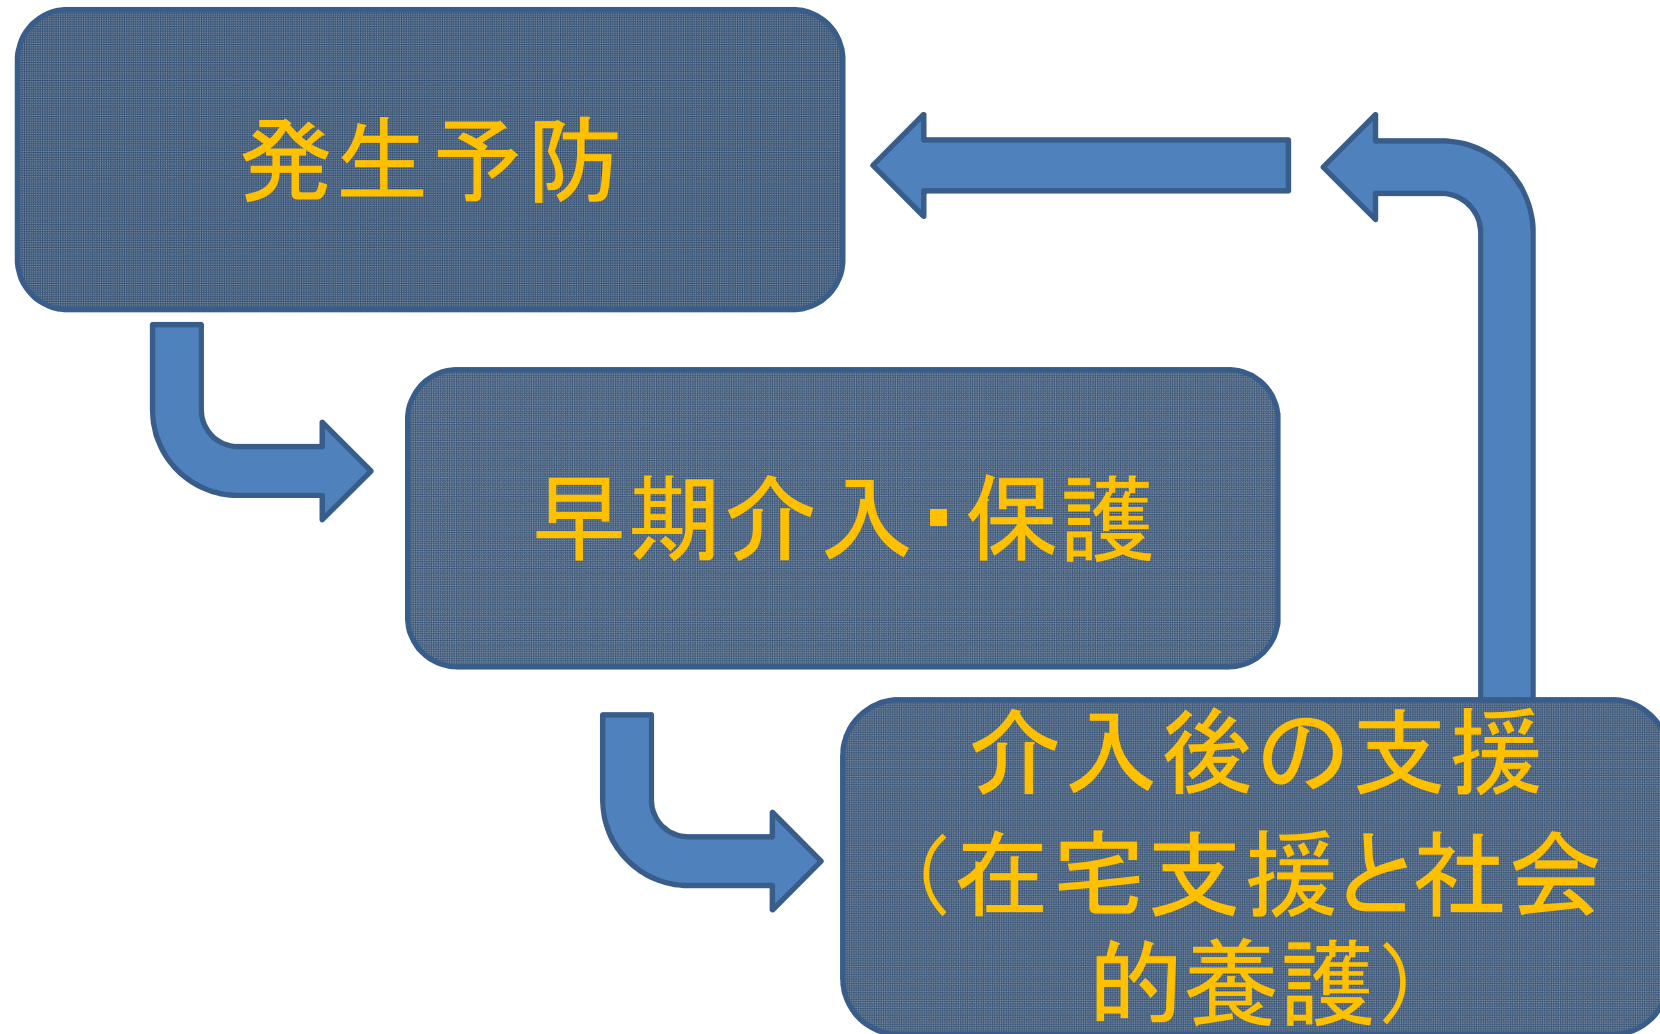 発生予防
早期介入・保護
介入後の支援
（在宅支援と社会
的養護）